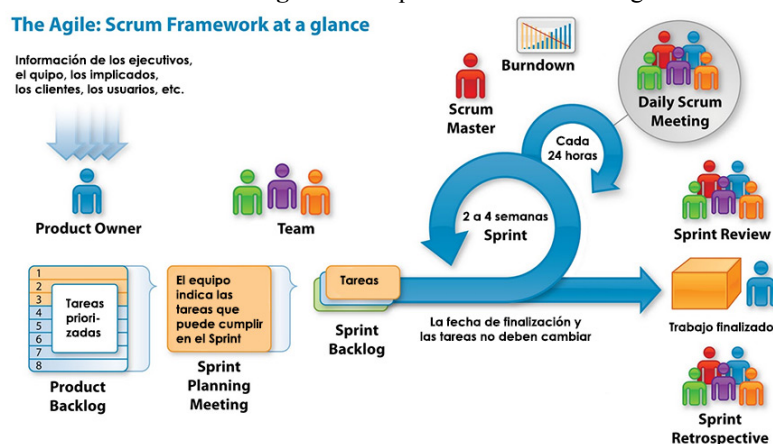 The Agile: Scrum Framework at a glance
Información de los ejecutivos,
el quipo, los implicados,
los clientes, los usuarios, etc.
Product Owner
Team
Scrum
Master
Burndown
Daily Scrum
Meeting
Cada
24 horas
2 a 4 semanas
Sprint
Sprint Review
1
2
3
4
5
6
7
8
Tareas
priori-
zadas
Product
Backlog
El equipo
indica las
tareas que
puede cumplir
en el Sprint
Sprint
Planning
Meeting
Tareas
Sprint
Backlog
La fecha de finalización y
las tareas no deben cambiar
Trabajo finalizado
Sprint
Retrospective